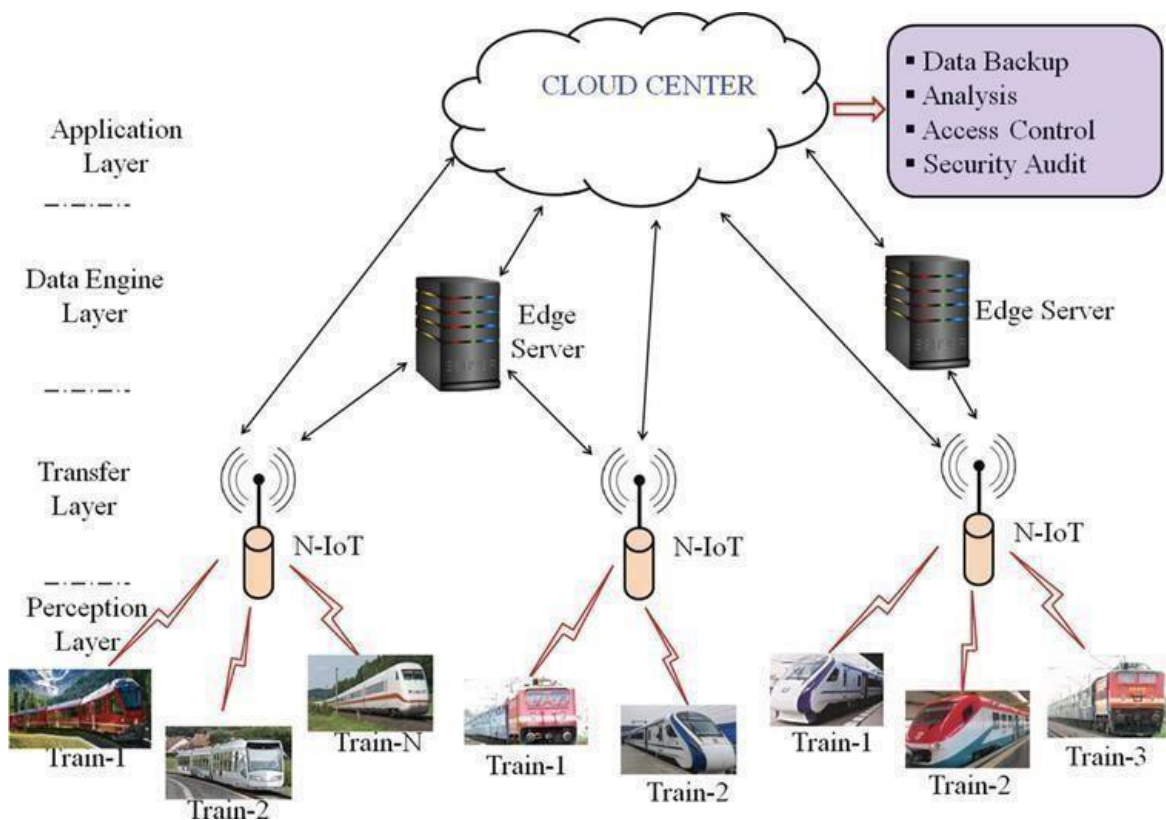 CLOUD CENTER
▪ Data Backup
▪ Analysis
▪ Access Control
▪ Security Audit
Application
Layer
Data Engine
Layer
Edge
Server
Edge Server
Transfer
Layer
N-IoT
N-IoT
N-IoT
Perception
Layer
Train-1
Train-2
Train-N
Train-1
Train-2
Train-1
Train-2
Train-3